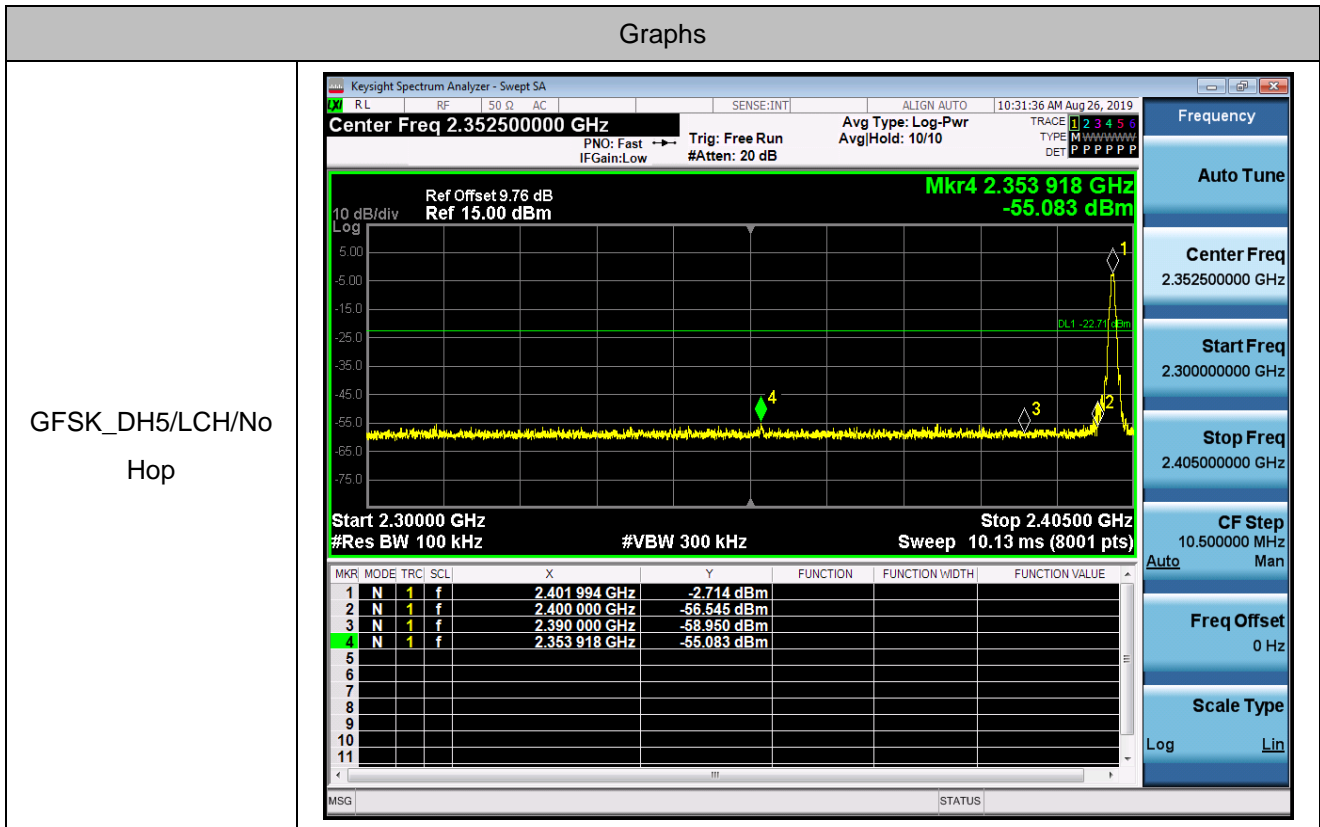 Graphs
GFSK_DH5/LCH/No
Hop
Keysight Spectrum Analyzer - Swept SA
LXI RL RF 50 Ω AC SENSE:INT ALIGN AUTO 10:31:36 AM Aug 26, 2019
Center Freq 2.352500000 GHz
PNO: Fast
IFGain:Low
Trig: Free Run
#Atten: 20 dB
Avg Type: Log-Pwr
Avg|Hold: 10/10
TRACE 1 2 3 4 5 6
TYPE M W W W W W
DET P P P P P P
Mkr4 2.353 918 GHz
-55.083 dBm
Ref Offset 9.76 dB
10 dB/div Ref 15.00 dBm
Log
5.00
-5.00
-15.0
-25.0
-35.0
-45.0
-55.0
-65.0
-75.0
1
DL1 -22.71 dBm
4
3
2
Start 2.30000 GHz Stop 2.40500 GHz
#Res BW 100 kHz #VBW 300 kHz Sweep 10.13 ms (8001 pts)
MKR MODE TRC SCL X Y FUNCTION FUNCTION WIDTH FUNCTION VALUE
1 N 1 f 2.401 994 GHz -2.714 dBm
2 N 1 f 2.400 000 GHz -56.545 dBm
3 N 1 f 2.390 000 GHz -58.950 dBm
4 N 1 f 2.353 918 GHz -55.083 dBm
5
6
7
8
9
10
11
MSG STATUS
Frequency
Auto Tune
Center Freq
2.352500000 GHz
Start Freq
2.300000000 GHz
Stop Freq
2.405000000 GHz
CF Step
10.500000 MHz
Auto Man
Freq Offset
0 Hz
Scale Type
Log Lin